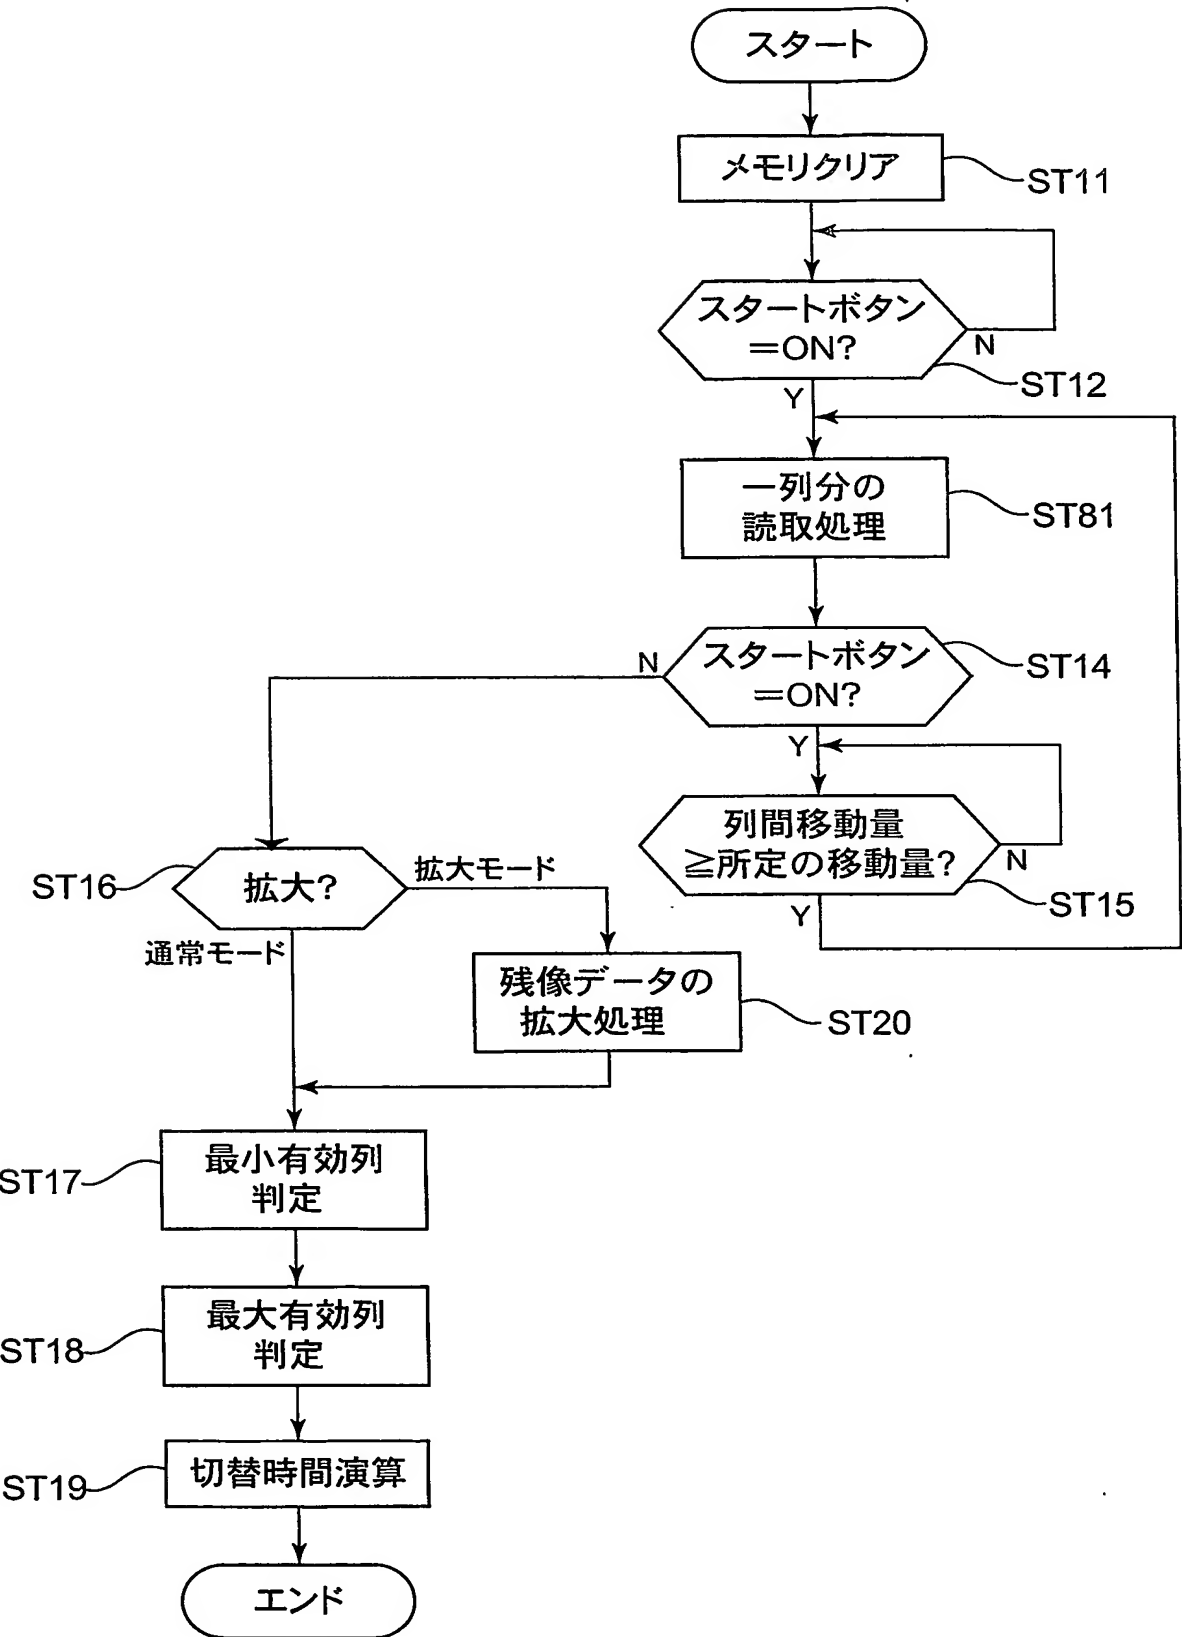 スタート
メモリクリア
ST11
スタートボタン
=ON?
N
ST12
Y
一列分の
読取処理
ST81
スタートボタン
=ON?
N
ST14
Y
列間移動量
≧所定の移動量?
N
ST15
Y
拡大?
ST16
拡大モード
通常モード
残像データの
拡大処理
ST20
最小有効列
判定
ST17
最大有効列
判定
ST18
切替時間演算
ST19
エンド